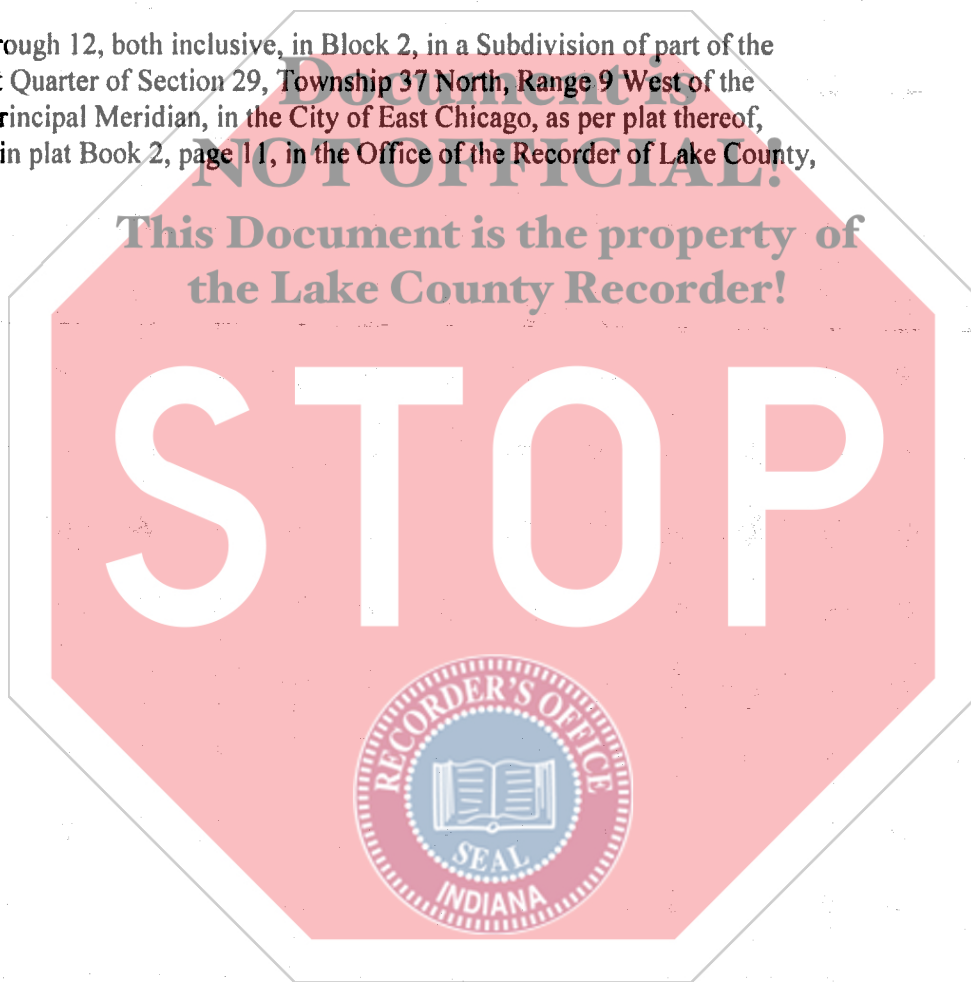 rough 12, both inclusive, in Block 2, in a Subdivision of part of the
t Quarter of Section 29, Township 37 North, Range 9 West of the
rincipal Meridian, in the City of East Chicago, as per plat thereof,
in plat Book 2, page 11, in the Office of the Recorder of Lake County,
Document is
NOT OFFICIAL!
This Document is the property of
the Lake County Recorder!
STOP
RECORDER'S OFFICE
SEAL
INDIANA